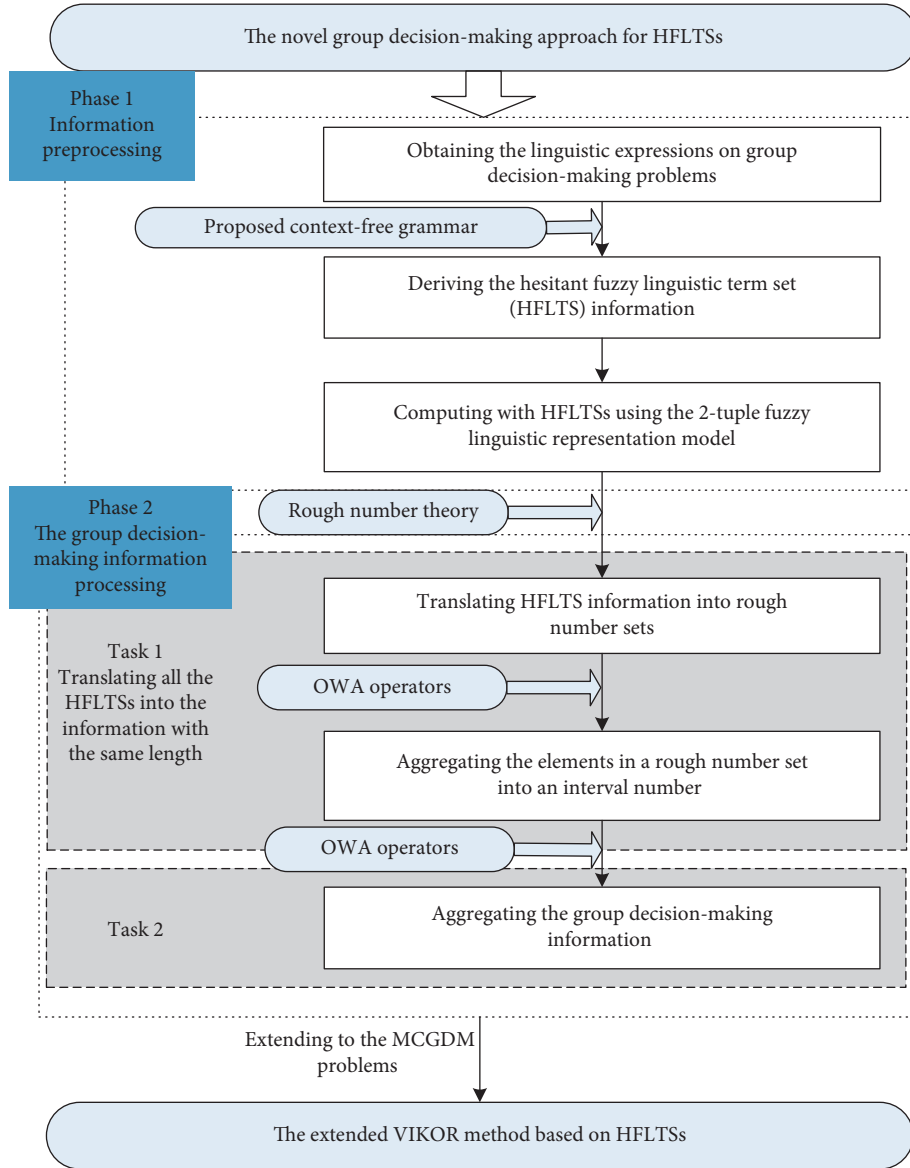 The novel group decision-making approach for HFLTSs
Phase 1
Information
preprocessing
Obtaining the linguistic expressions on group
decision-making problems
Proposed context-free grammar
Deriving the hesitant fuzzy linguistic term set
(HFLTS) information
Computing with HFLTSs using the 2-tuple fuzzy
linguistic representation model
Phase 2
The group decision-
making information
processing
Rough number theory
Translating HFLTS information into rough
number sets
Task 1
Translating all the
HFLTSs into the
information with
the same length
OWA operators
Aggregating the elements in a rough number set
into an interval number
OWA operators
Task 2
Aggregating the group decision-making
information
Extending to the MCGDM
problems
The extended VIKOR method based on HFLTSs